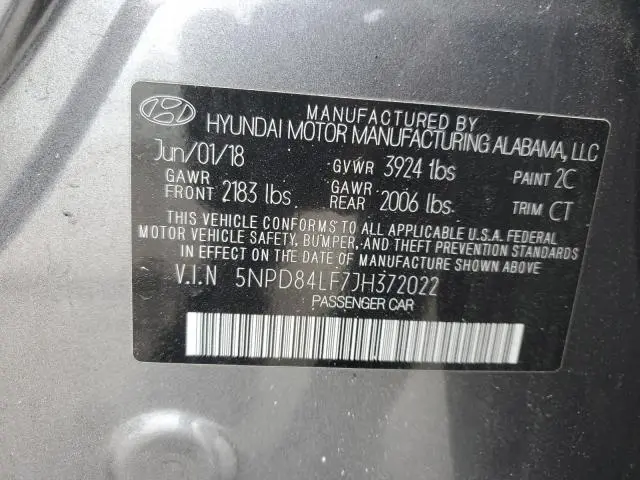 MANUFACTURED BY
HYUNDAI MOTOR MANUFACTURING ALABAMA, LLC
Jun/01/18 GVWR 3924 lbs PAINT 2C
GAWR FRONT 2183 lbs GAWR REAR 2006 lbs. TRIM CT
THIS VEHICLE CONFORMS TO ALL APPLICABLE U.S.A. FEDERAL
MOTOR VEHICLE SAFETY, BUMPER, AND THEFT PREVENTION STANDARDS
IN EFFECT ON THE DATE OF MANUFACTURE SHOWN ABOVE.
V.I.N 5NPD84LF7JH372022
PASSENGER CAR